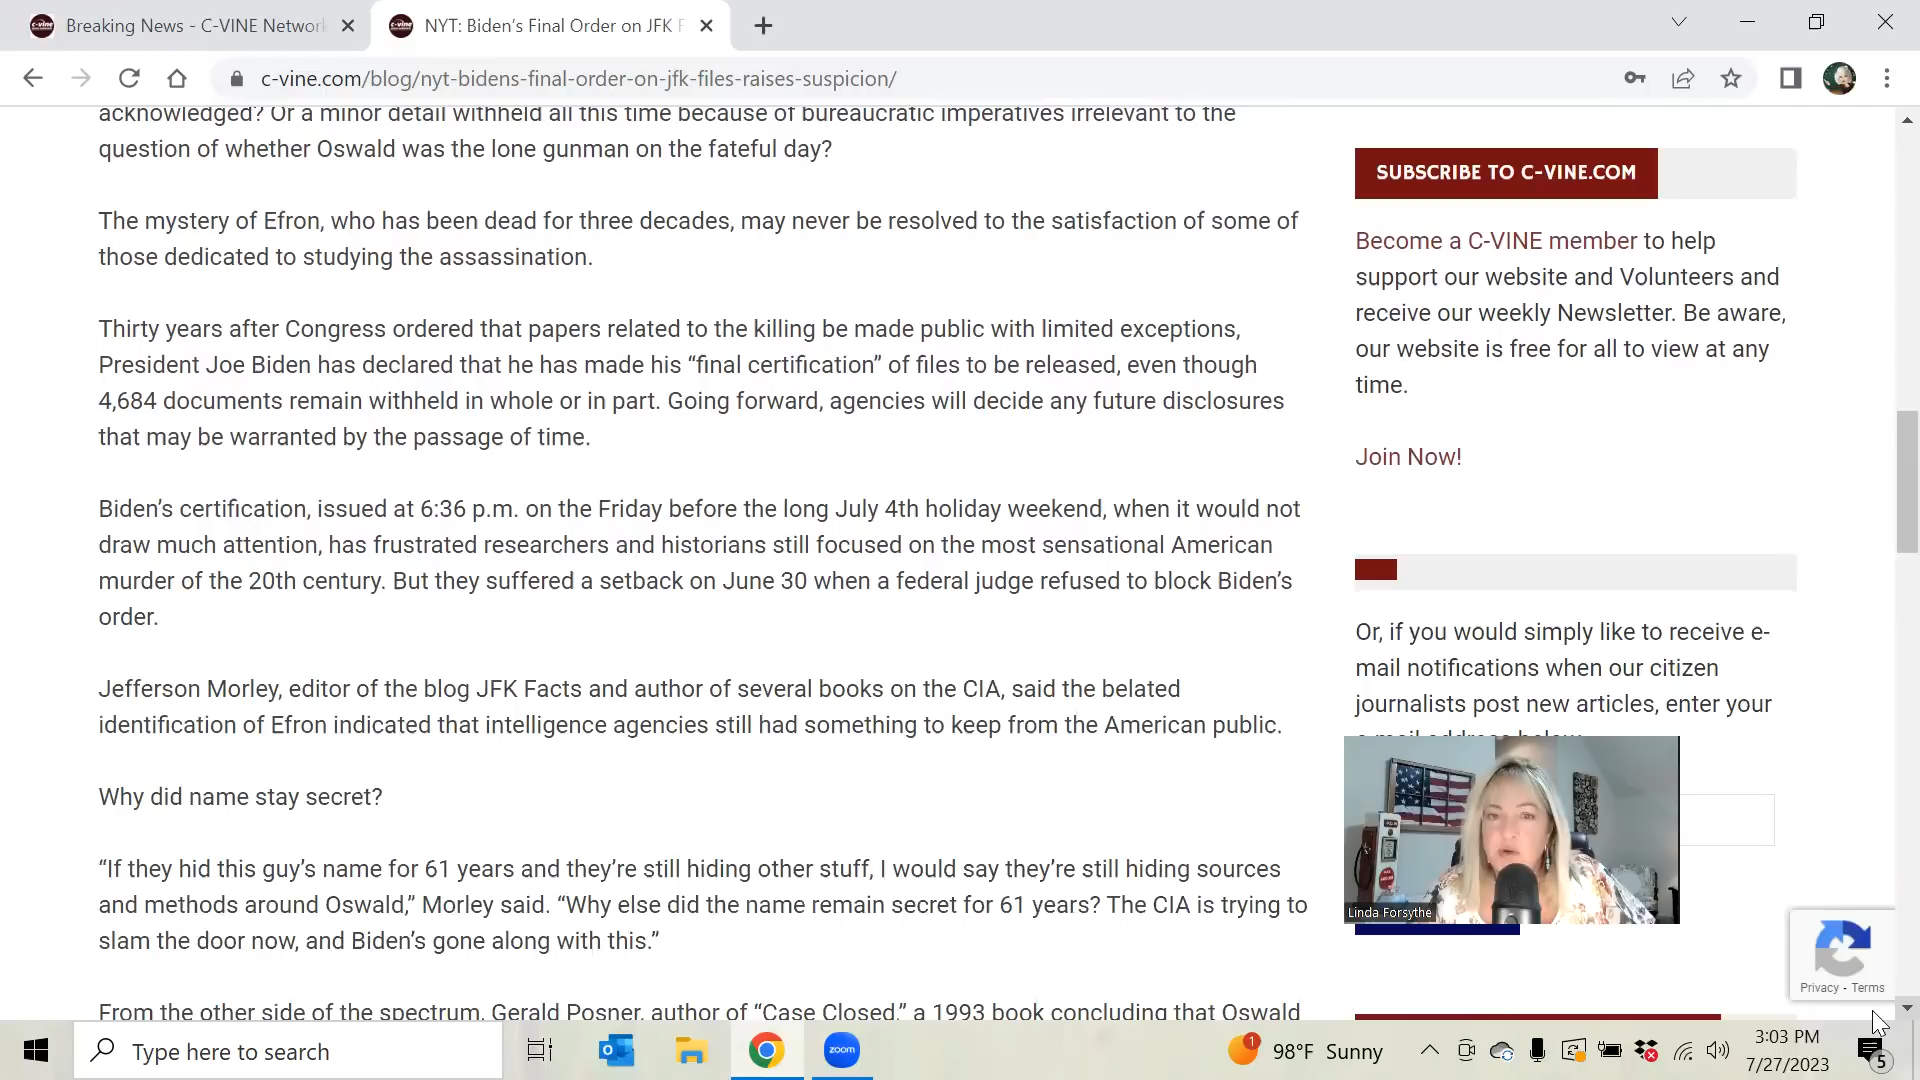 Breaking News - C-VINE Network
NYT: Biden's Final Order on JFK F
c-vine.com/blog/nyt-bidens-final-order-on-jfk-files-raises-suspicion/
acknowledged? Or a minor detail withheld all this time because of bureaucratic imperatives irrelevant to the
question of whether Oswald was the lone gunman on the fateful day?
The mystery of Efron, who has been dead for three decades, may never be resolved to the satisfaction of some of
those dedicated to studying the assassination.
Thirty years after Congress ordered that papers related to the killing be made public with limited exceptions,
President Joe Biden has declared that he has made his “final certification” of files to be released, even though
4,684 documents remain withheld in whole or in part. Going forward, agencies will decide any future disclosures
that may be warranted by the passage of time.
Biden’s certification, issued at 6:36 p.m. on the Friday before the long July 4th holiday weekend, when it would not
draw much attention, has frustrated researchers and historians still focused on the most sensational American
murder of the 20th century. But they suffered a setback on June 30 when a federal judge refused to block Biden’s
order.
Jefferson Morley, editor of the blog JFK Facts and author of several books on the CIA, said the belated
identification of Efron indicated that intelligence agencies still had something to keep from the American public.
Why did name stay secret?
“If they hid this guy’s name for 61 years and they’re still hiding other stuff, I would say they’re still hiding sources
and methods around Oswald,” Morley said. “Why else did the name remain secret for 61 years? The CIA is trying to
slam the door now, and Biden’s gone along with this.”
From the other side of the spectrum, Gerald Posner, author of “Case Closed,” a 1993 book concluding that Oswald
SUBSCRIBE TO C-VINE.COM
Become a C-VINE member to help
support our website and Volunteers and
receive our weekly Newsletter. Be aware,
our website is free for all to view at any
time.
Join Now!
Or, if you would simply like to receive e-
mail notifications when our citizen
journalists post new articles, enter your
e-mail address below
Linda Forsythe
Privacy - Terms
Type here to search
zoom
1
98°F Sunny
3:03 PM
7/27/2023
5